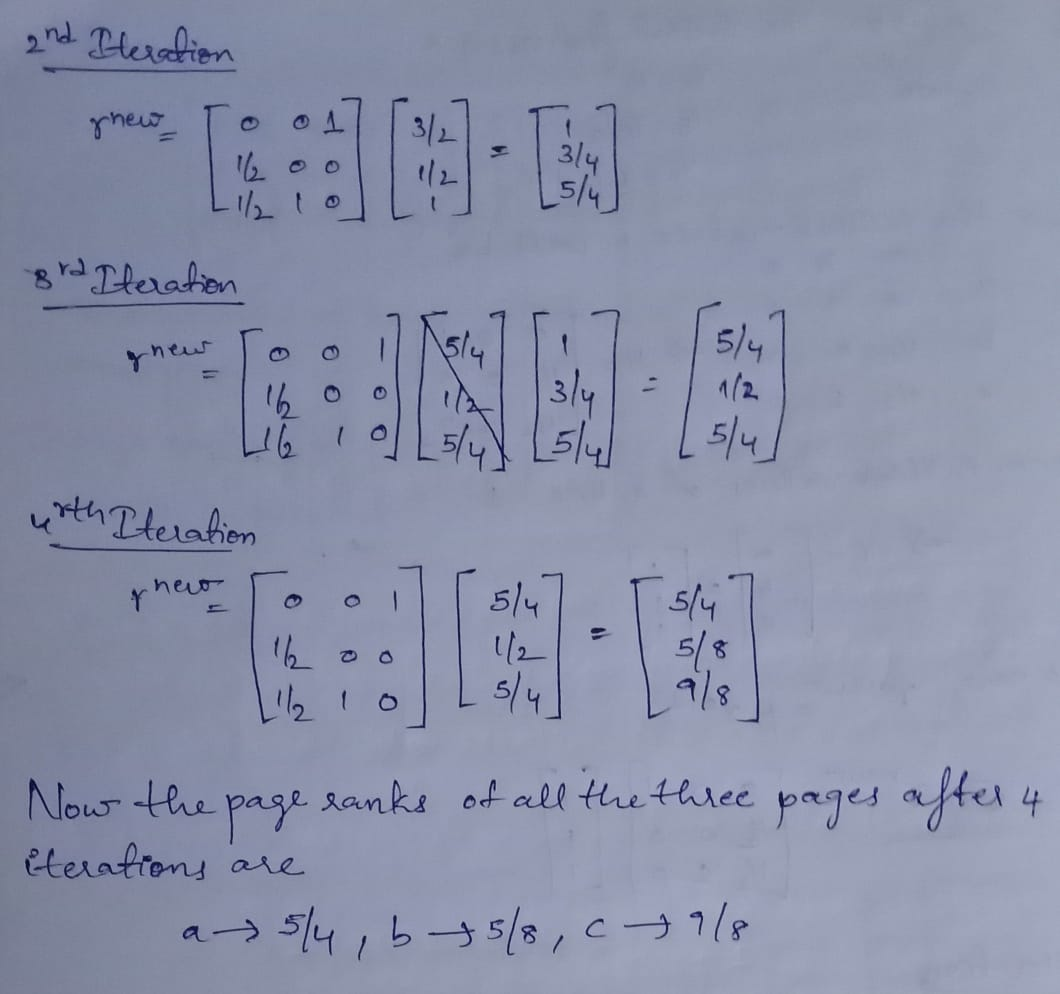 2nd Iteration
rnew = [ 0 0 1 ] [ 3/2 ] = [ 1 ]
[ 1/2 0 0 ] [ 1/2 ] [ 3/4 ]
[ 1/2 1 0 ] [ 1 ] [ 5/4 ]
3rd Iteration
rnew = [ 0 0 1 ] [ 5/4 ] [ 1 ] = [ 5/4 ]
[ 1/2 0 0 ] [ 1/2 ] [ 3/4 ] [ 1/2 ]
[ 1/2 1 0 ] [ 5/4 ] [ 5/4 ] [ 5/4 ]
4rth Iteration
rnew = [ 0 0 1 ] [ 5/4 ] = [ 5/4 ]
[ 1/2 0 0 ] [ 1/2 ] [ 5/8 ]
[ 1/2 1 0 ] [ 5/4 ] [ 9/8 ]
Now the page ranks of all the three pages after 4
iterations are
a → 5/4 , b → 5/8 , c → 9/8